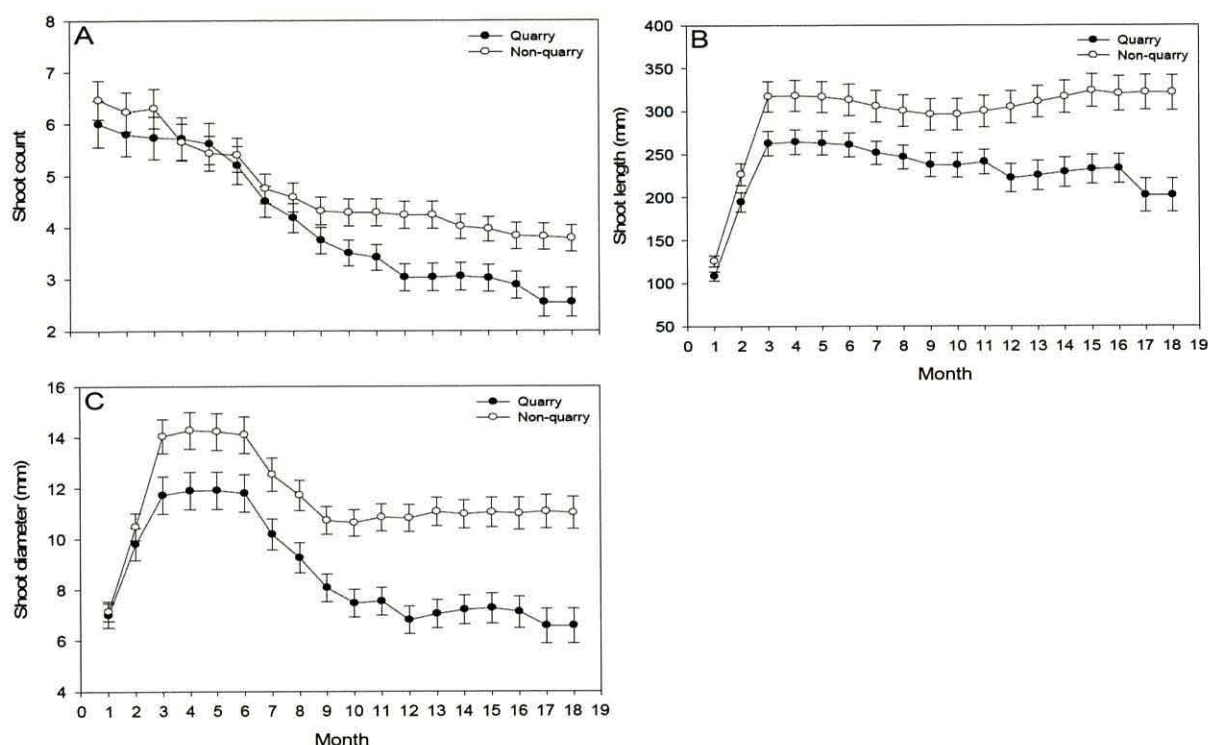 A
Quarry
Non-quarry
Shoot count
8
7
6
5
4
3
2
B
Quarry
Non-quarry
Shoot length (mm)
400
350
300
250
200
150
100
50
0 1 2 3 4 5 6 7 8 9 10 11 12 13 14 15 16 17 18 19
Month
C
Quarry
Non-quarry
Shoot diameter (mm)
16
14
12
10
8
6
4
0 1 2 3 4 5 6 7 8 9 10 11 12 13 14 15 16 17 18 19
Month